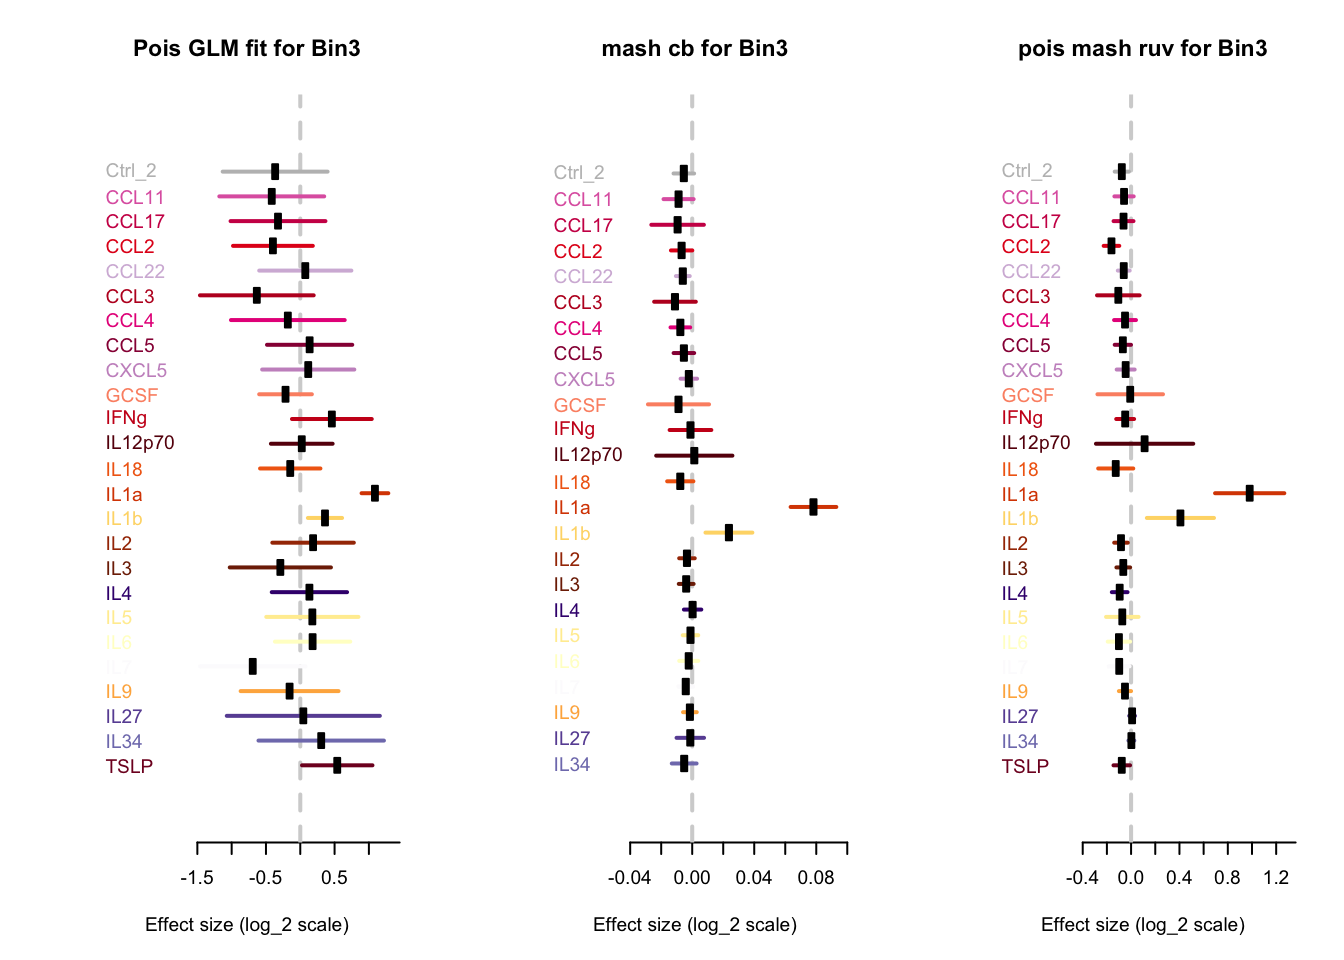 Pois GLM fit for Bin3
Ctrl_2
CCL11
CCL17
CCL2
CCL22
CCL3
CCL4
CCL5
CXCL5
GCSF
IFNg
IL12p70
IL18
IL1a
IL1b
IL2
IL3
IL4
IL5
IL6
IL7
IL9
IL27
IL34
TSLP
-1.5 -0.5 0.5
Effect size (log_2 scale)
mash cb for Bin3
Ctrl_2
CCL11
CCL17
CCL2
CCL22
CCL3
CCL4
CCL5
CXCL5
GCSF
IFNg
IL12p70
IL18
IL1a
IL1b
IL2
IL3
IL4
IL5
IL6
IL7
IL9
IL27
IL34
-0.04 0.00 0.04 0.08
Effect size (log_2 scale)
pois mash ruv for Bin3
Ctrl_2
CCL11
CCL17
CCL2
CCL22
CCL3
CCL4
CCL5
CXCL5
GCSF
IFNg
IL12p70
IL18
IL1a
IL1b
IL2
IL3
IL4
IL5
IL6
IL7
IL9
IL27
IL34
TSLP
-0.4 0.0 0.4 0.8 1.2
Effect size (log_2 scale)